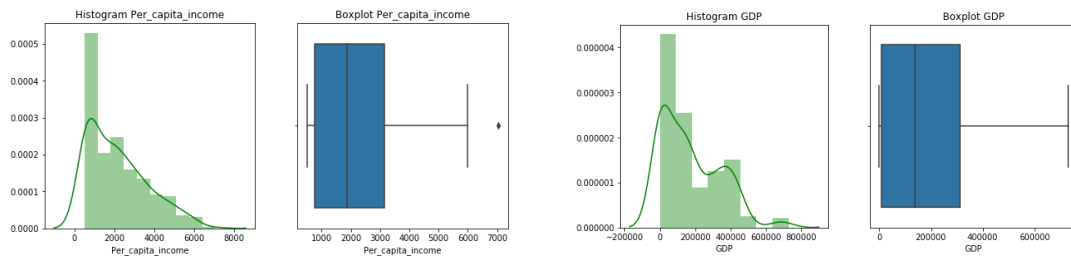 Histogram Per_capita_income
0.0005
0.0004
0.0003
0.0002
0.0001
0.0000
0 2000 4000 6000 8000
Per_capita_income
Boxplot Per_capita_income
1000 2000 3000 4000 5000 6000 7000
Per_capita_income
Histogram GDP
0.000004
0.000003
0.000002
0.000001
0.000000
−200000 0 200000 400000 600000 800000
GDP
Boxplot GDP
0 200000 400000 600000
GDP